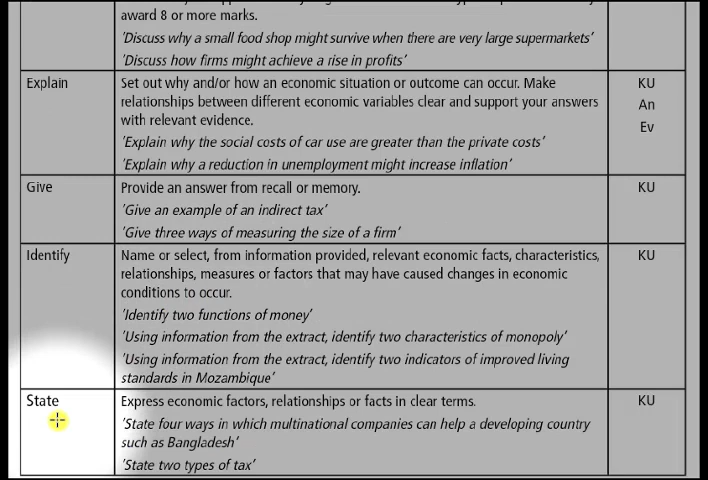 award 8 or more marks.
'Discuss why a small food shop might survive when there are very large supermarkets'
'Discuss how firms might achieve a rise in profits'
Explain
Set out why and/or how an economic situation or outcome can occur. Make
relationships between different economic variables clear and support your answers
with relevant evidence.
'Explain why the social costs of car use are greater than the private costs'
'Explain why a reduction in unemployment might increase inflation'
KU
An
Ev
Give
Provide an answer from recall or memory.
'Give an example of an indirect tax'
'Give three ways of measuring the size of a firm'
KU
Identify
Name or select, from information provided, relevant economic facts, characteristics,
relationships, measures or factors that may have caused changes in economic
conditions to occur.
'Identify two functions of money'
'Using information from the extract, identify two characteristics of monopoly'
'Using information from the extract, identify two indicators of improved living
standards in Mozambique'
KU
State
Express economic factors, relationships or facts in clear terms.
'State four ways in which multinational companies can help a developing country
such as Bangladesh'
'State two types of tax'
KU